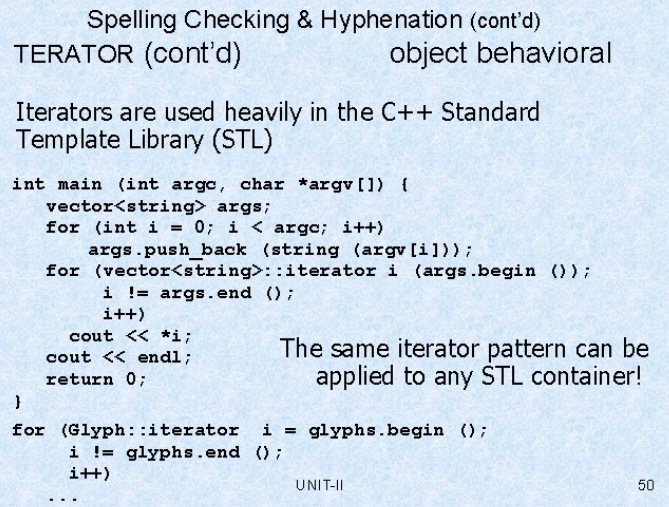 Spelling Checking & Hyphenation (cont'd)
TERATOR (cont'd) object behavioral
Iterators are used heavily in the C++ Standard
Template Library (STL)
int main (int argc, char *argv[]) {
vector<string> args;
for (int i = 0; i < argc; i++)
args.push_back (string (argv[i]));
for (vector<string>::iterator i (args.begin ());
i != args.end ();
i++)
cout << *i;
cout << endl;
return 0;
}
The same iterator pattern can be
applied to any STL container!
for (Glyph::iterator i = glyphs.begin ();
i != glyphs.end ();
i++)
...
UNIT-II 50